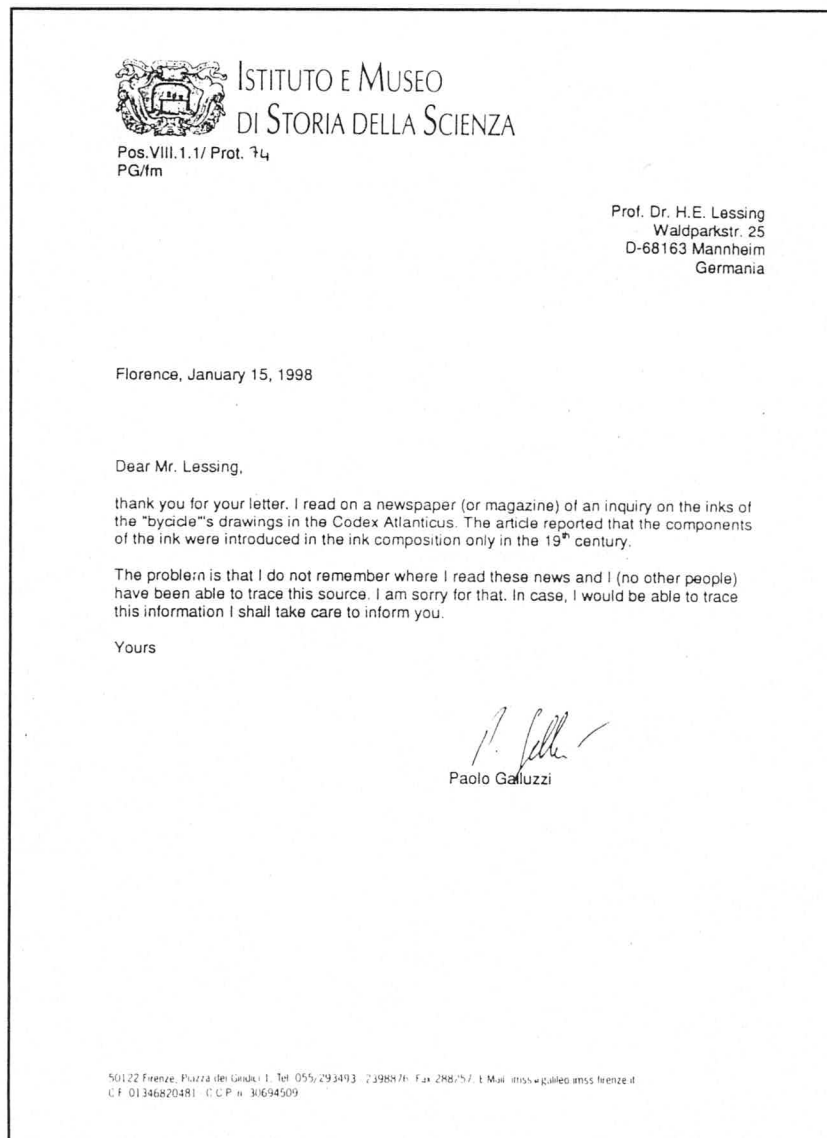 ISTITUTO E MUSEO
DI STORIA DELLA SCIENZA
Pos.VIII.1.1/ Prot. 74
PG/fm
Prof. Dr. H.E. Lessing
Waldparkstr. 25
D-68163 Mannheim
Germania
Florence, January 15, 1998
Dear Mr. Lessing,
thank you for your letter. I read on a newspaper (or magazine) of an inquiry on the inks of
the "bycicle"'s drawings in the Codex Atlanticus. The article reported that the components
of the ink were introduced in the ink composition only in the 19th century.
The problem is that I do not remember where I read these news and I (no other people)
have been able to trace this source. I am sorry for that. In case, I would be able to trace
this information I shall take care to inform you.
Yours
Paolo Galluzzi
50122 Firenze, Piazza dei Giudici 1, Tel. 055/293493 - 2398876 Fax 288257, E Mail: imss@galileo.imss.firenze.it
C.F. 01346820481 C.C.P. n. 30694509